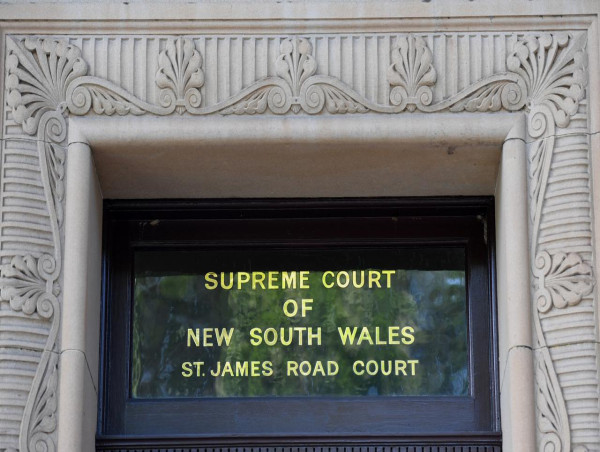 SUPREME COURT
OF
NEW SOUTH WALES
ST. JAMES ROAD COURT